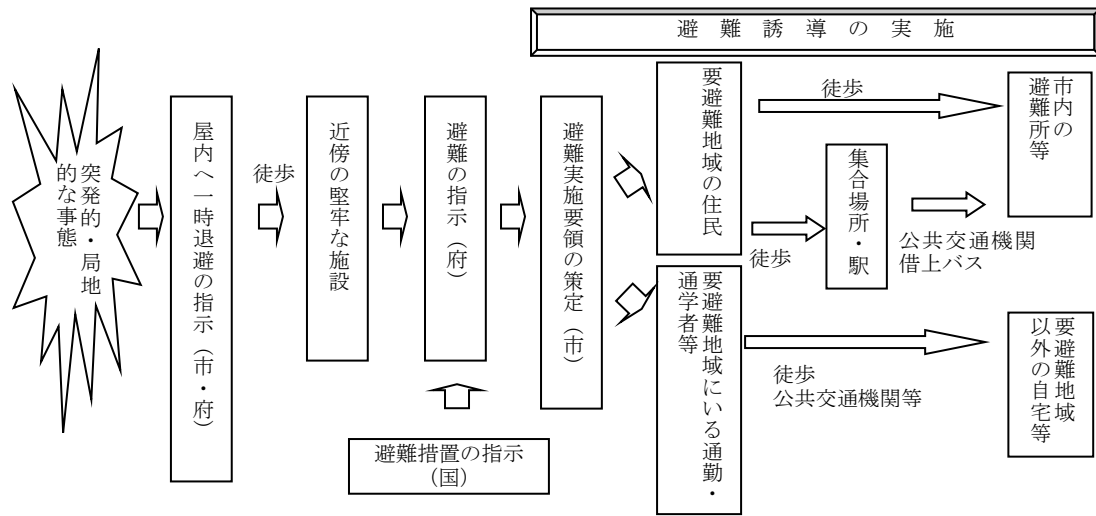 避難誘導の実施
突発的・局地
的な事態
屋内へ一時退避の指示（市・府）
徒歩
近傍の堅牢な施設
避難の指示（府）
避難措置の指示
（国）
避難実施要領の策定（市）
要避難地域の住民
徒歩
市内の
避難所等
徒歩
集合場所・駅
公共交通機関
借上バス
要避難地域にいる通勤・
通学者等
徒歩
公共交通機関等
要避難地域
以外の自宅等